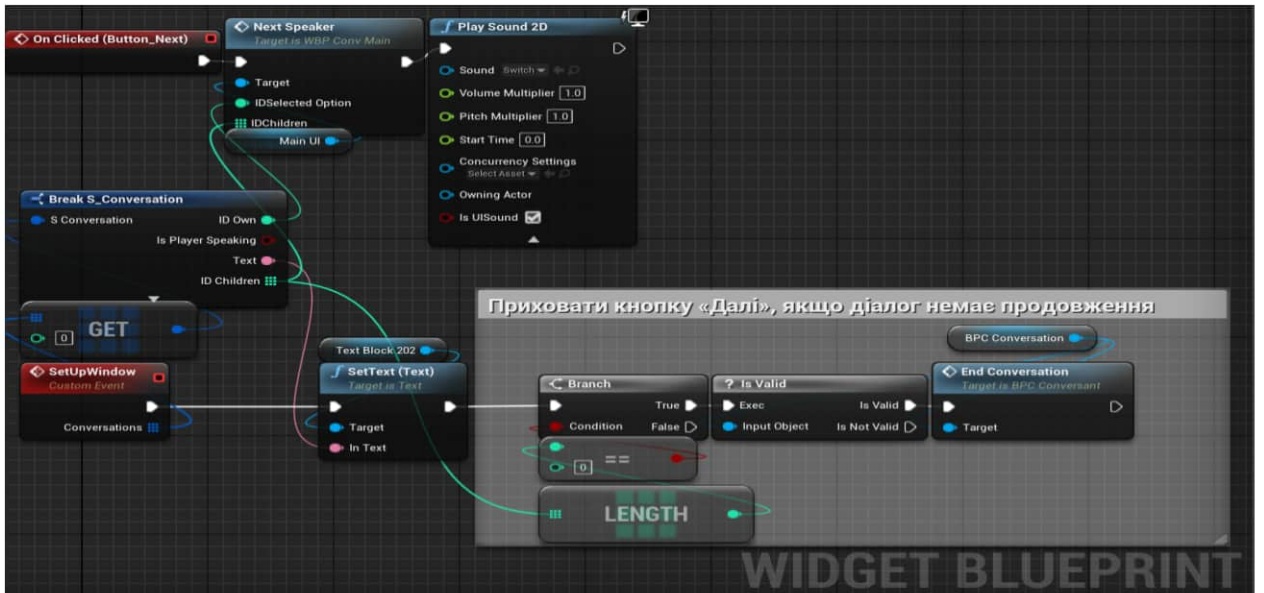 On Clicked (Button_Next)
Next Speaker
Target is WBP Conv Main
Target
IDSelected Option
IDChildren
Main UI
Play Sound 2D
Sound Switch
Volume Multiplier 1.0
Pitch Multiplier 1.0
Start Time 0.0
Concurrency Settings
Select Asset
Owning Actor
Is UISound
Break S_Conversation
S Conversation ID Own
Is Player Speaking
Text
ID Children
0 GET
SetUpWindow
Custom Event
Conversations
Text Block 202
SetText (Text)
Target is Text
Target
In Text
Приховати кнопку «Далі», якщо діалог немає продовження
BPC Conversation
Branch
True
Condition False
? Is Valid
Exec Is Valid
Input Object Is Not Valid
End Conversation
Target is BPC Conversant
Target
0 ==
LENGTH
WIDGET BLUEPRINT